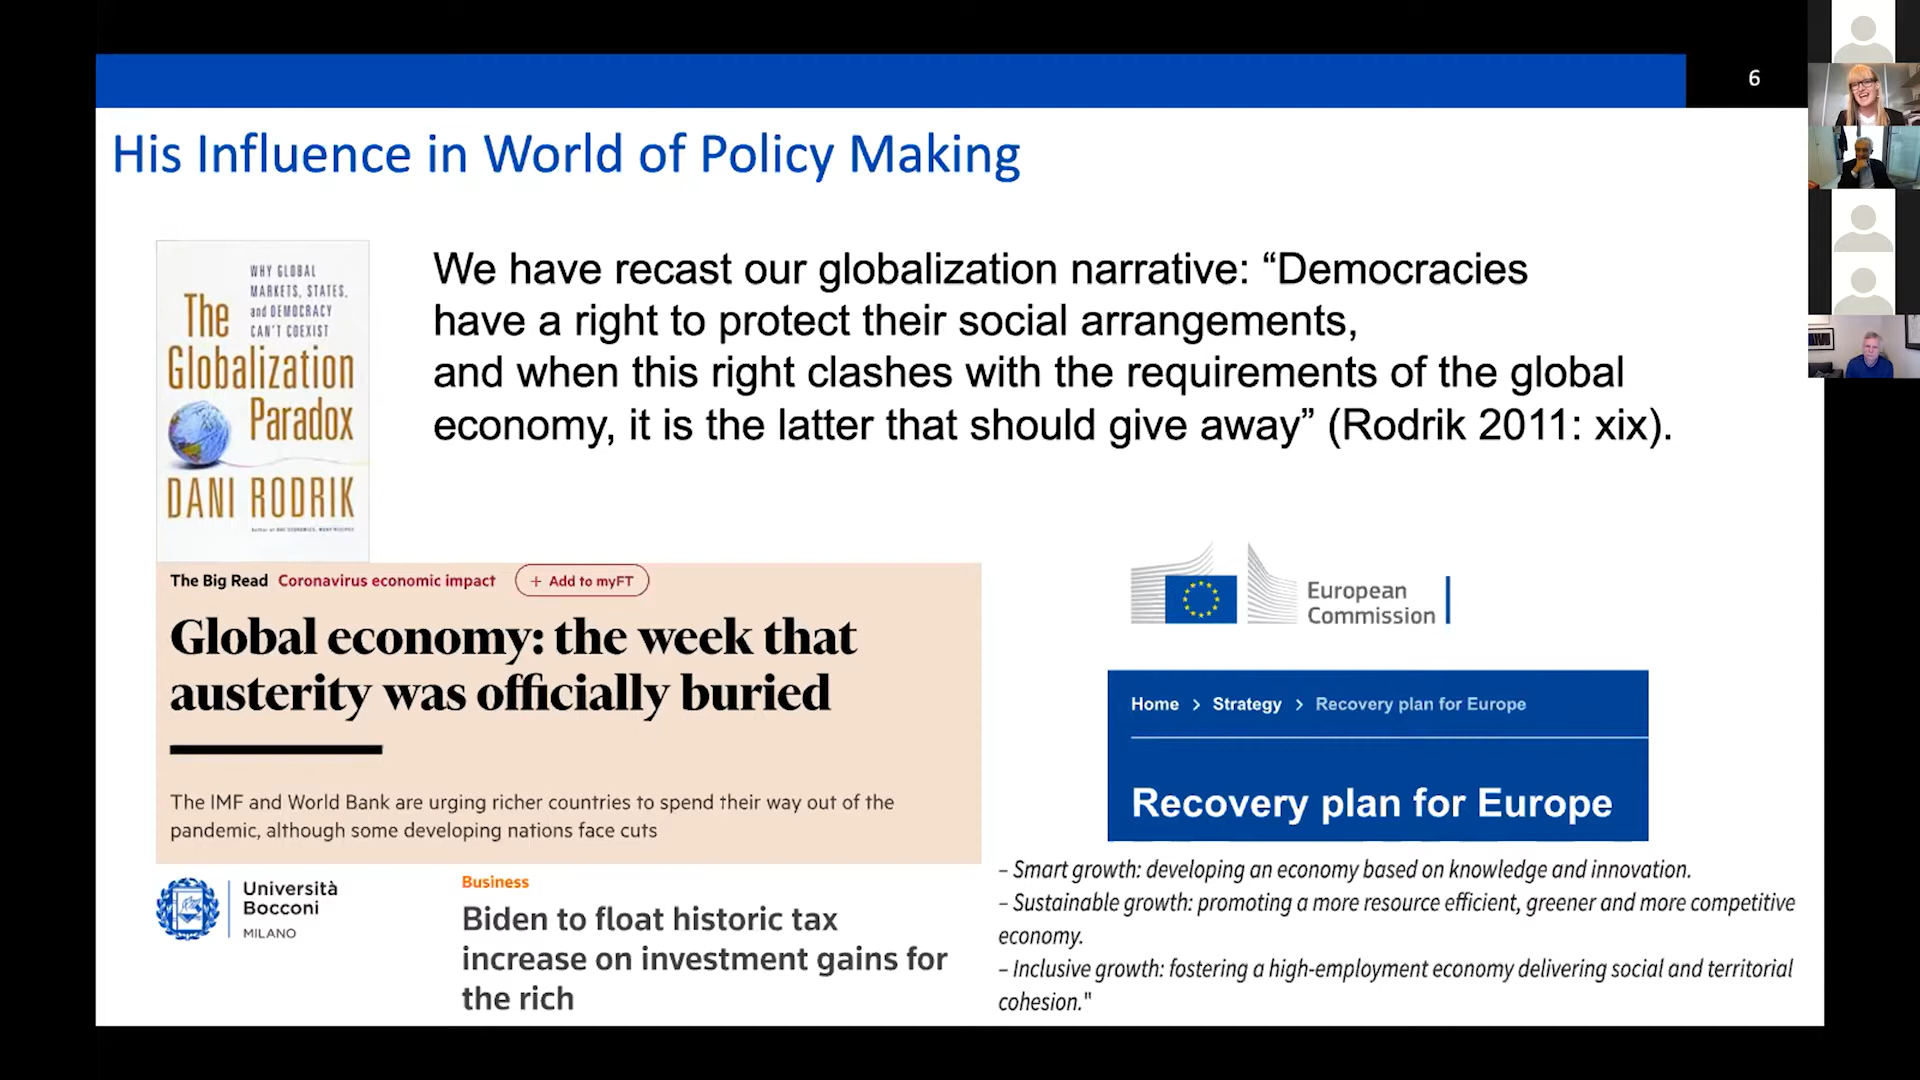 6
His Influence in World of Policy Making
WHY GLOBAL
MARKETS, STATES,
and DEMOCRACY
CAN'T COEXIST
The
Globalization
Paradox
DANI RODRIK
Author of ONE ECONOMICS, MANY RECIPES
We have recast our globalization narrative: “Democracies
have a right to protect their social arrangements,
and when this right clashes with the requirements of the global
economy, it is the latter that should give away” (Rodrik 2011: xix).
The Big Read Coronavirus economic impact + Add to myFT
Global economy: the week that
austerity was officially buried
The IMF and World Bank are urging richer countries to spend their way out of the
pandemic, although some developing nations face cuts
European
Commission
Home > Strategy > Recovery plan for Europe
Recovery plan for Europe
– Smart growth: developing an economy based on knowledge and innovation.
– Sustainable growth: promoting a more resource efficient, greener and more competitive
economy.
– Inclusive growth: fostering a high-employment economy delivering social and territorial
cohesion."
Università
Bocconi
MILANO
Business
Biden to float historic tax
increase on investment gains for
the rich